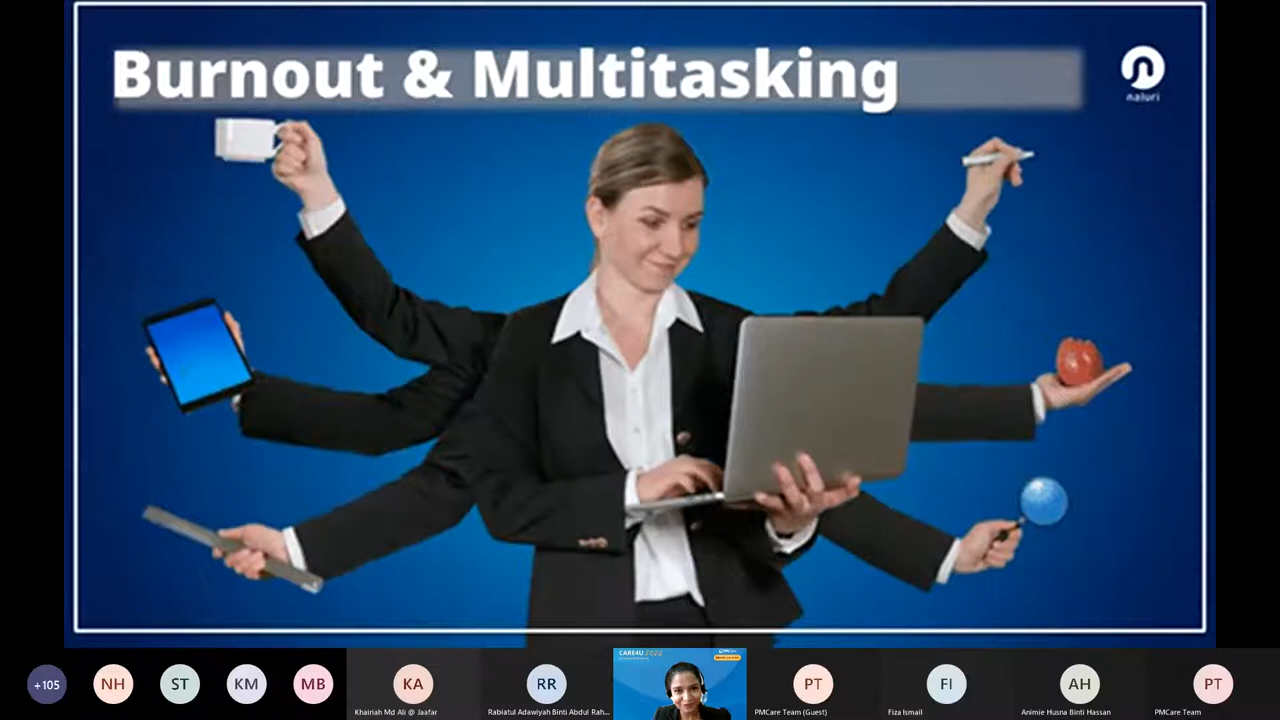 Burnout & Multitasking
naluri
+105
NH
ST
KM
MB
KA
Khairiah Md Ali @ Jaafar
RR
Rabiatul Adawiyah Binti Abdul Rah...
CARE4U
PT
PMCare Team (Guest)
FI
Fiza Ismail
AH
Animie Husna Binti Hassan
PT
PMCare Team